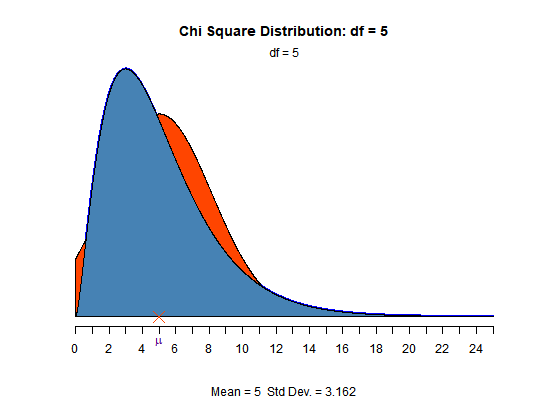 Chi Square Distribution: df = 5
df = 5
0 2 4 6 8 10 12 14 16 18 20 22 24
μ
Mean = 5 Std Dev. = 3.162